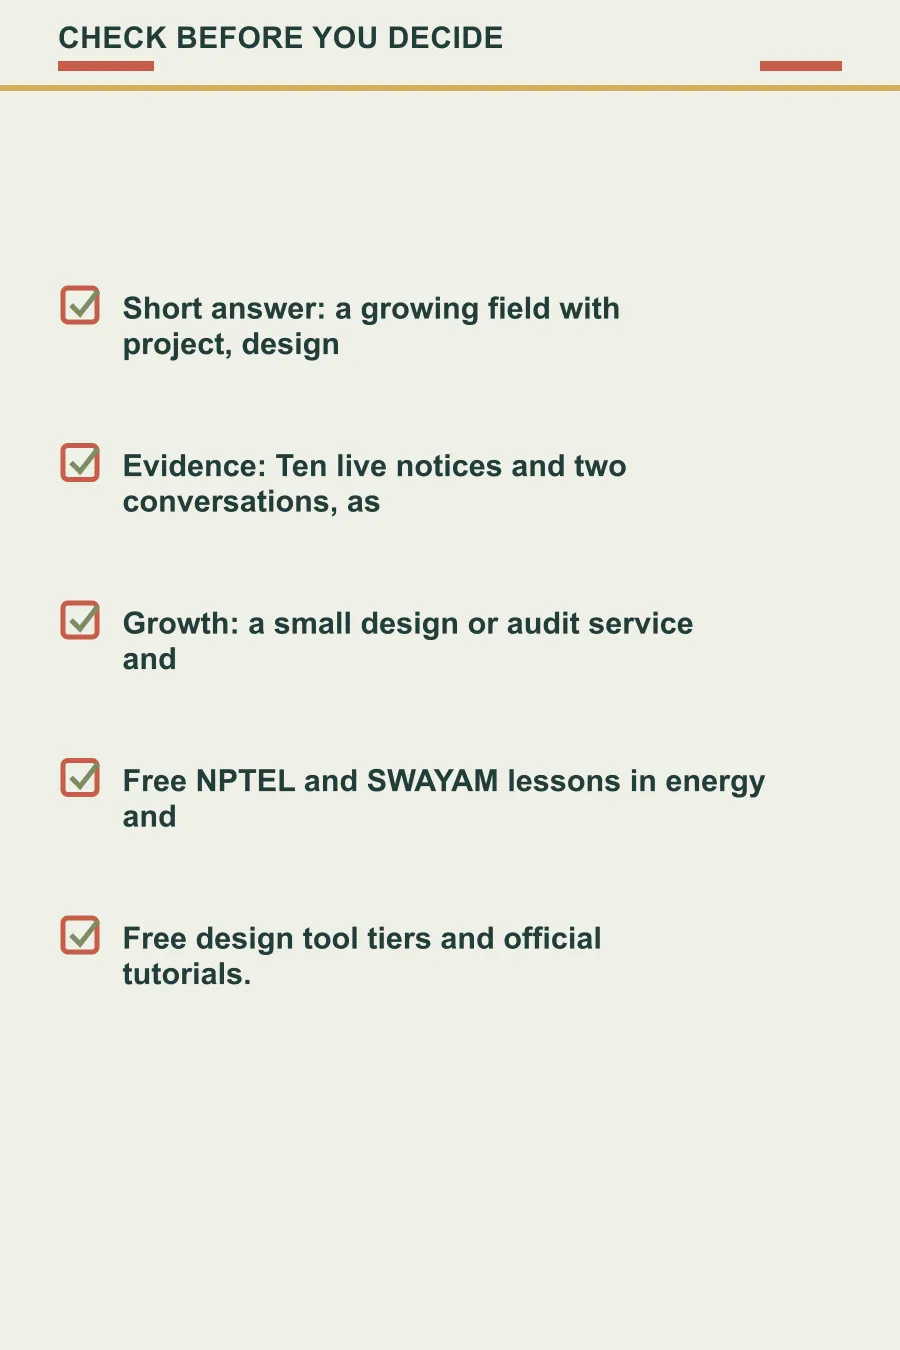 CHECK BEFORE YOU DECIDE
Short answer: a growing field with
project, design
Evidence: Ten live notices and two
conversations, as
Growth: a small design or audit service
and
Free NPTEL and SWAYAM lessons in energy
and
Free design tool tiers and official
tutorials.